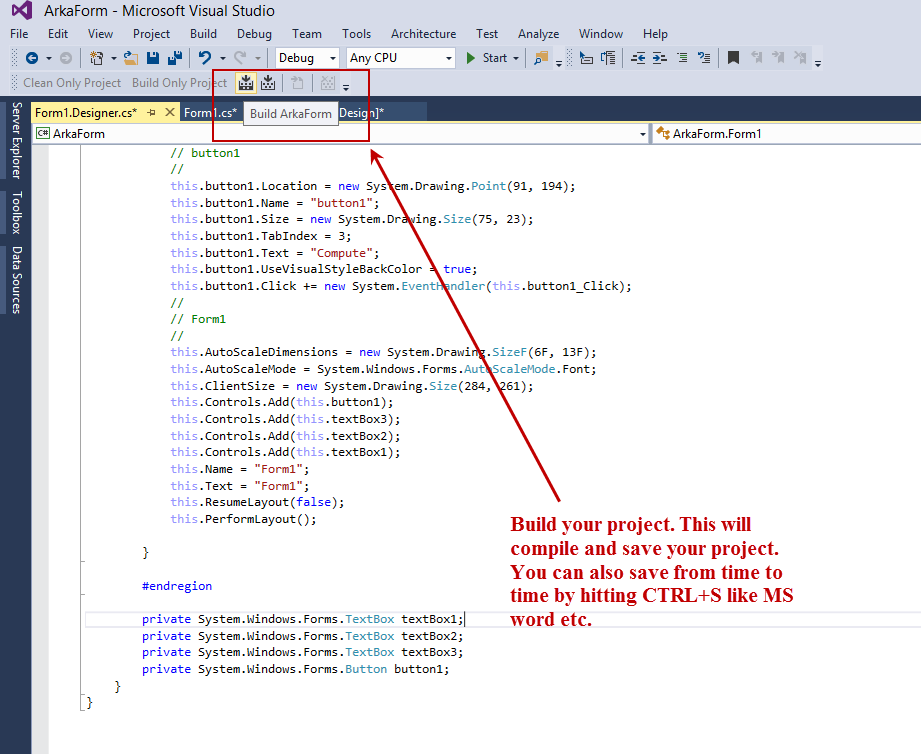 ArkaForm - Microsoft Visual Studio
File Edit View Project Build Debug Team Tools Architecture Test Analyze Window Help
Debug Any CPU Start
Clean Only Project Build Only Project
Form1.Designer.cs* Form1.cs* Design]*
Build ArkaForm
C# ArkaForm ArkaForm.Form1
Server Explorer
Toolbox
Data Sources
// button1
//
this.button1.Location = new System.Drawing.Point(91, 194);
this.button1.Name = "button1";
this.button1.Size = new System.Drawing.Size(75, 23);
this.button1.TabIndex = 3;
this.button1.Text = "Compute";
this.button1.UseVisualStyleBackColor = true;
this.button1.Click += new System.EventHandler(this.button1_Click);
//
// Form1
//
this.AutoScaleDimensions = new System.Drawing.SizeF(6F, 13F);
this.AutoScaleMode = System.Windows.Forms.AutoScaleMode.Font;
this.ClientSize = new System.Drawing.Size(284, 261);
this.Controls.Add(this.button1);
this.Controls.Add(this.textBox3);
this.Controls.Add(this.textBox2);
this.Controls.Add(this.textBox1);
this.Name = "Form1";
this.Text = "Form1";
this.ResumeLayout(false);
this.PerformLayout();
}
#endregion
private System.Windows.Forms.TextBox textBox1;
private System.Windows.Forms.TextBox textBox2;
private System.Windows.Forms.TextBox textBox3;
private System.Windows.Forms.Button button1;
}
}
Build your project. This will
compile and save your project.
You can also save from time to
time by hitting CTRL+S like MS
word etc.